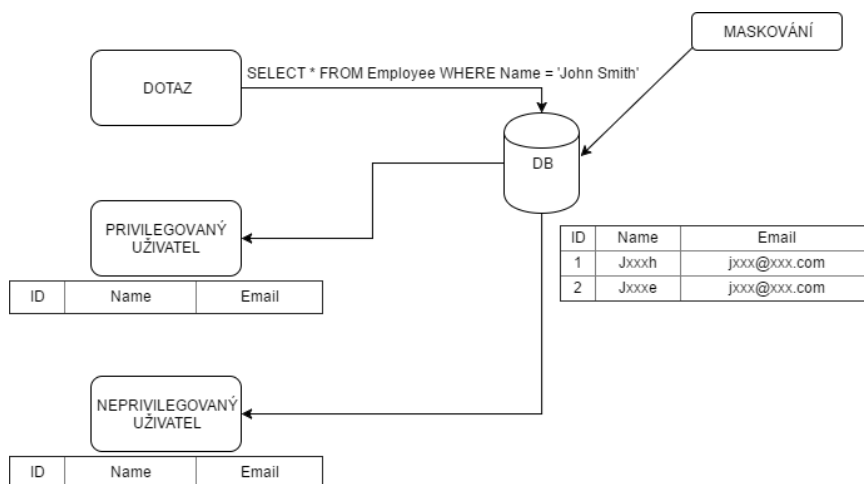 MASKOVÁNÍ
DOTAZ
SELECT * FROM Employee WHERE Name = 'John Smith'
DB
PRIVILEGOVANÝ
UŽIVATEL
ID Name Email
1 Jxxxh jxxx@xxx.com
2 Jxxxe jxxx@xxx.com
ID Name Email
NEPRIVILEGOVANÝ
UŽIVATEL
ID Name Email